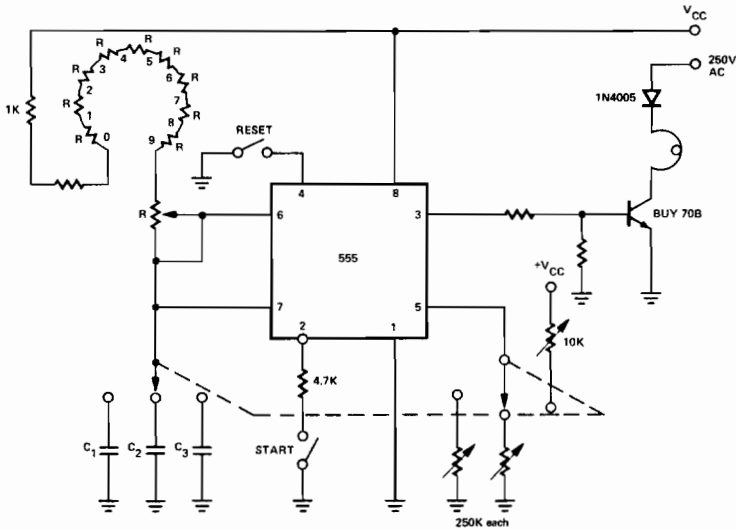 VCC
250V
AC
1N4005
R
R
R
R
R
R
R
R
R
0
1
2
3
4
5
6
7
8
9
1K
RESET
R
4
8
6
3
BUY 70B
555
7
5
2
1
+VCC
10K
4.7K
START
C1
C2
C3
250K each